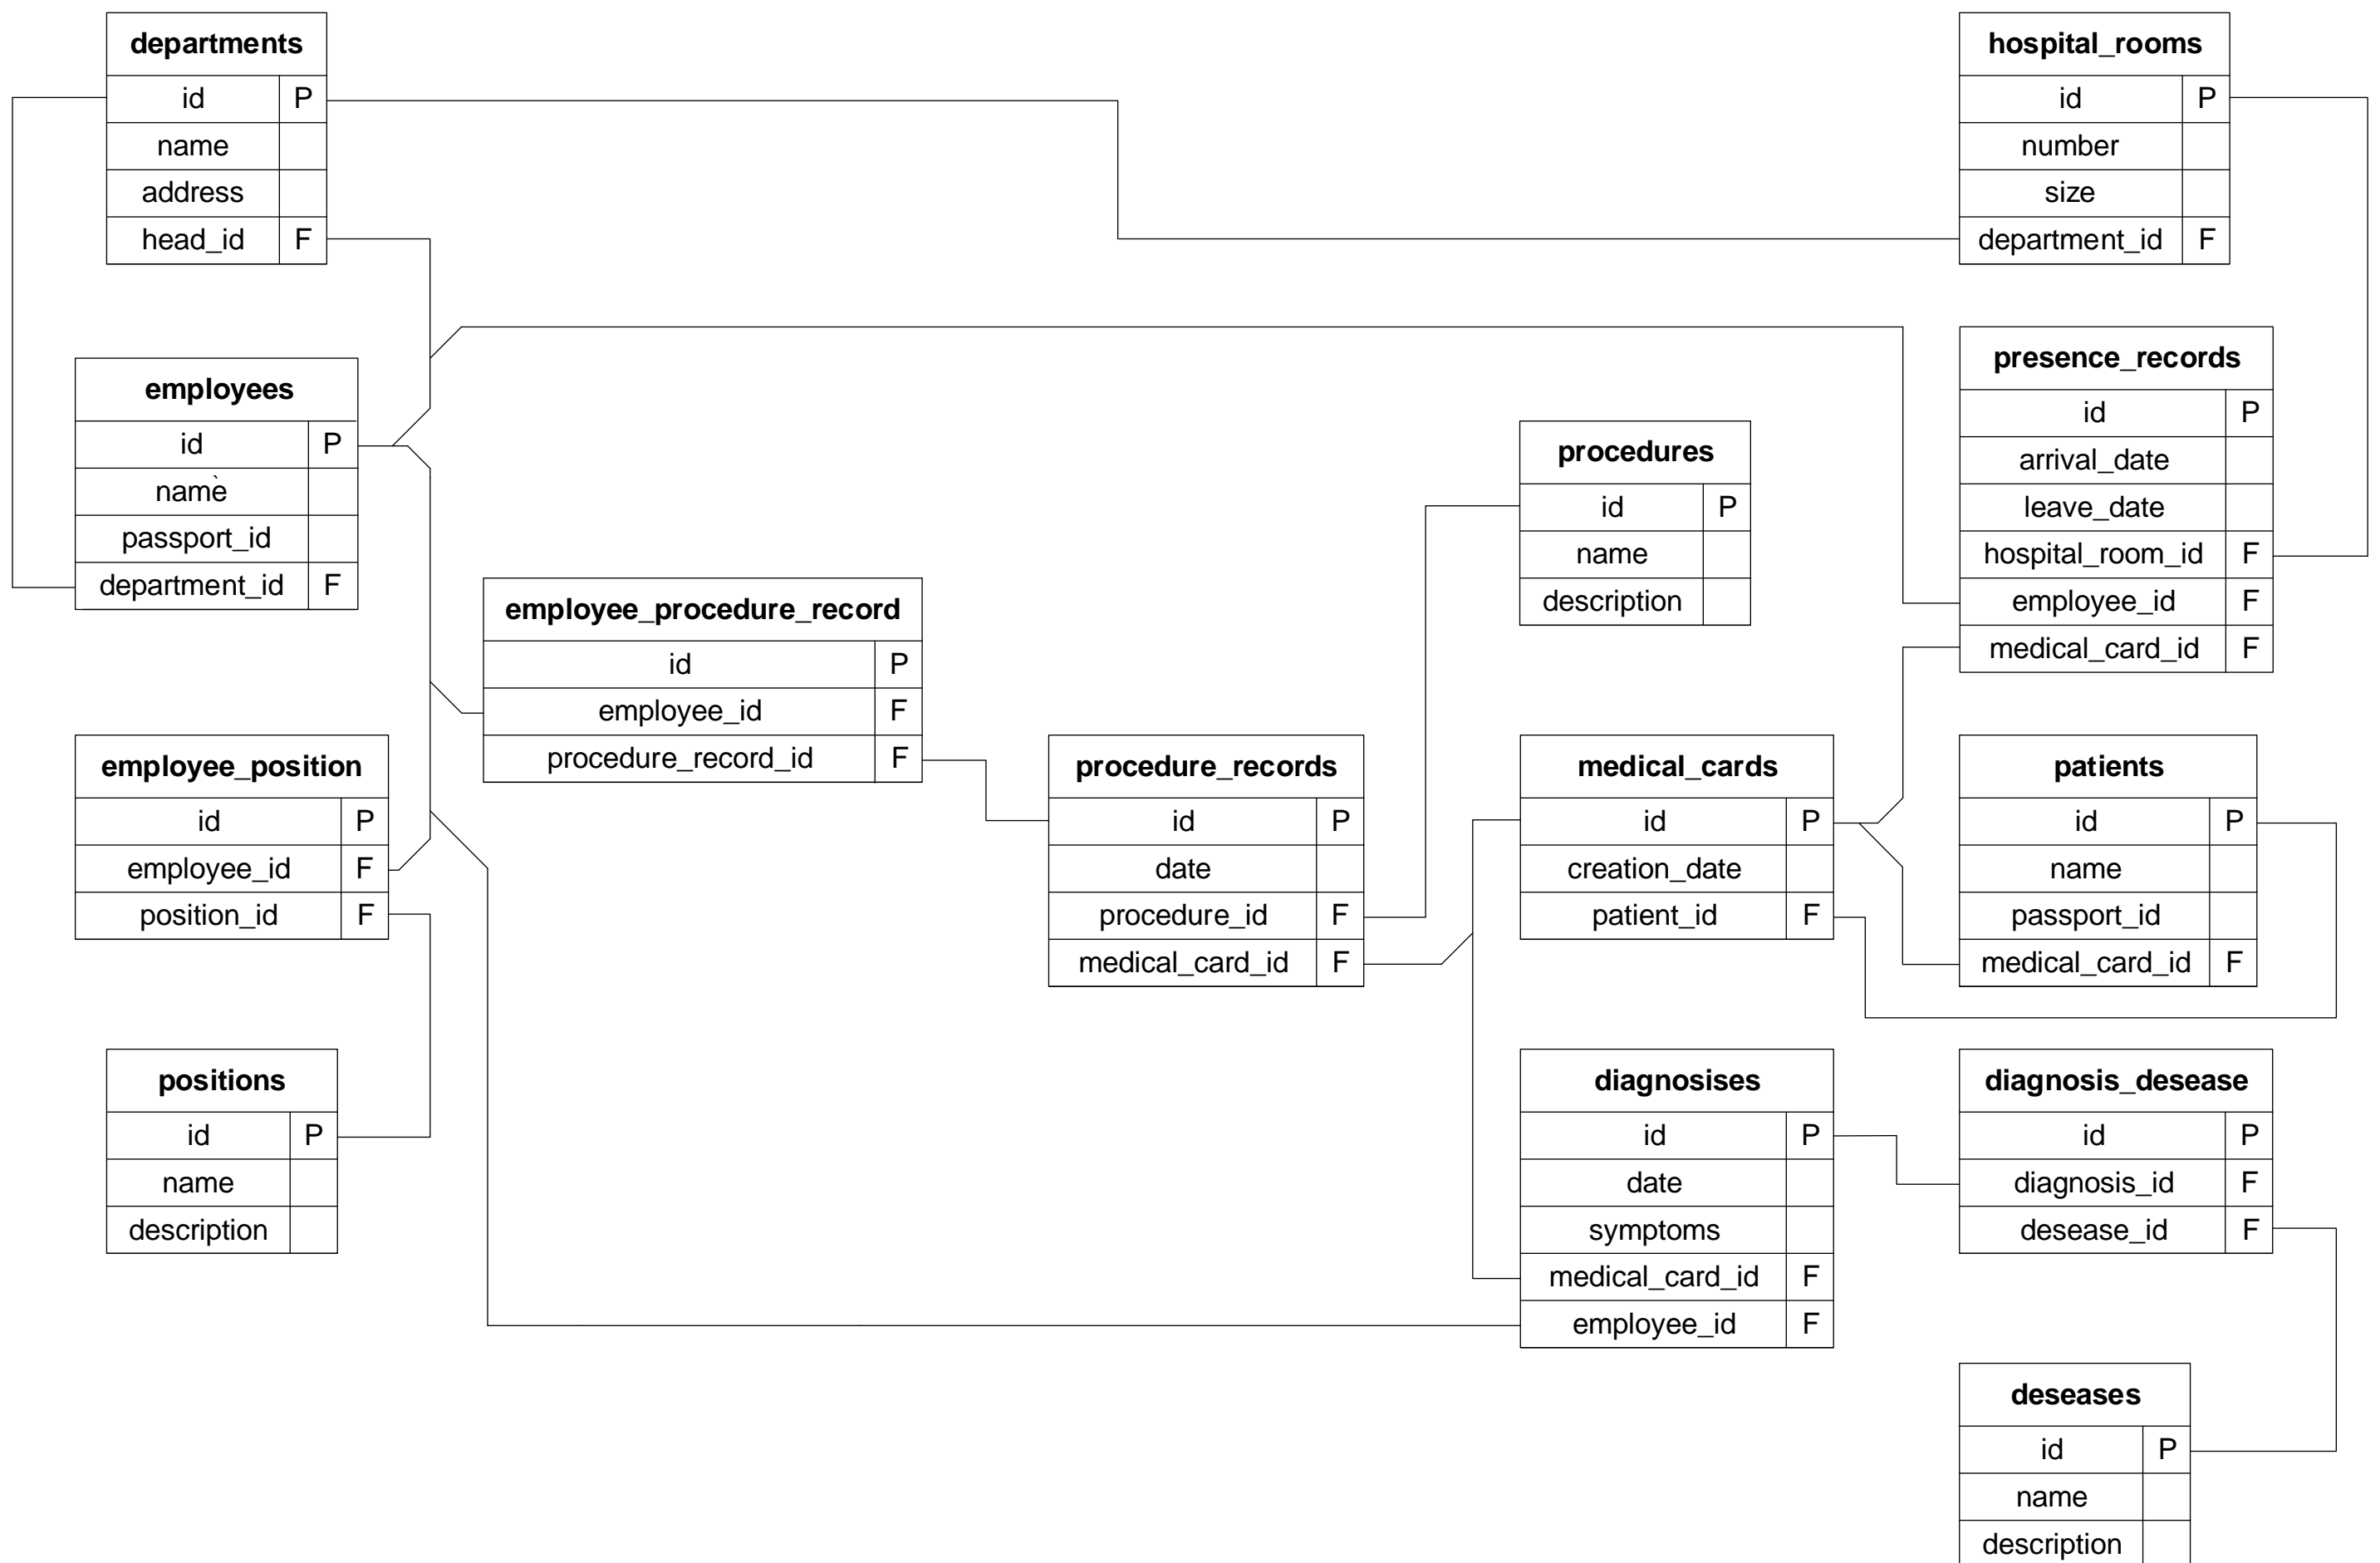 departments
id P
name
address
head_id F
hospital_rooms
id P
number
size
department_id F
employees
id P
namè
passport_id
department_id F
presence_records
id P
arrival_date
leave_date
hospital_room_id F
employee_id F
medical_card_id F
procedures
id P
name
description
employee_procedure_record
id P
employee_id F
procedure_record_id F
employee_position
id P
employee_id F
position_id F
procedure_records
id P
date
procedure_id F
medical_card_id F
medical_cards
id P
creation_date
patient_id F
patients
id P
name
passport_id
medical_card_id F
positions
id P
name
description
diagnosises
id P
date
symptoms
medical_card_id F
employee_id F
diagnosis_desease
id P
diagnosis_id F
desease_id F
deseases
id P
name
description